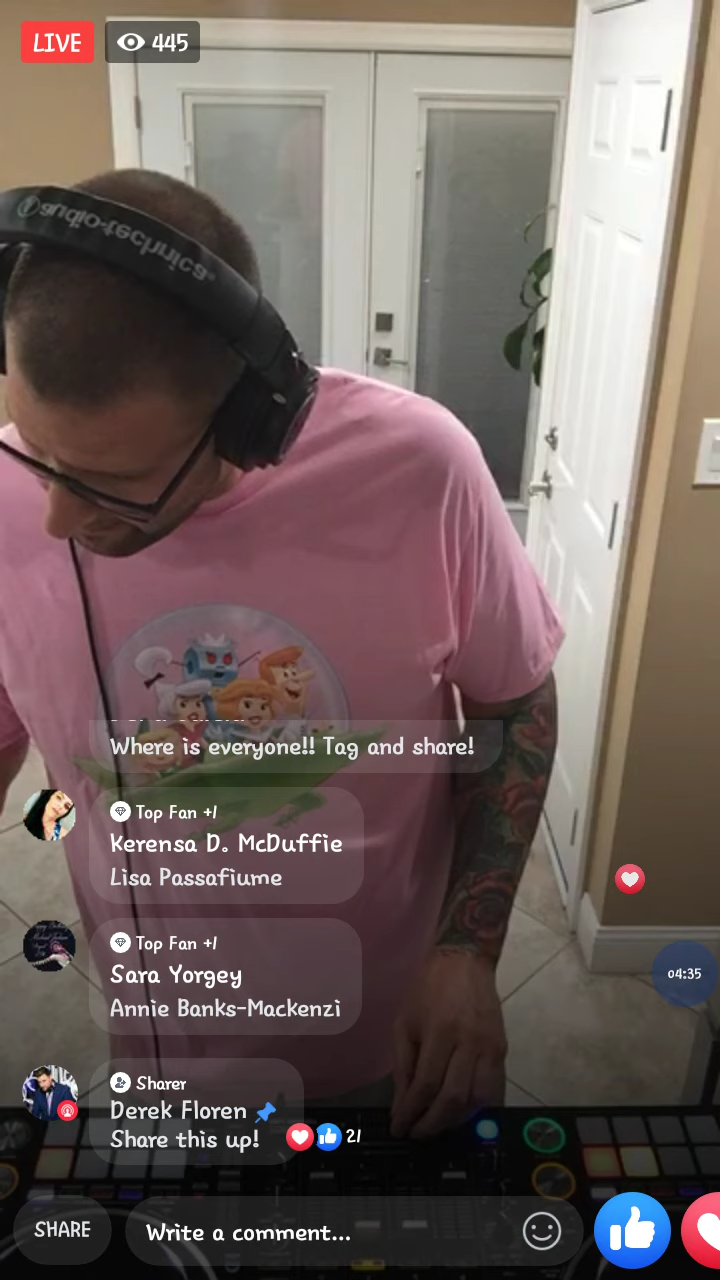 LIVE
445
audio-technica
Where is everyone!! Tag and share!
Top Fan +1
Kerensa D. McDuffie
Lisa Passafiume
Top Fan +1
Sara Yorgey
Annie Banks-Mackenzi
04:35
Sharer
Derek Floren
Share this up!
21
SHARE
Write a comment...